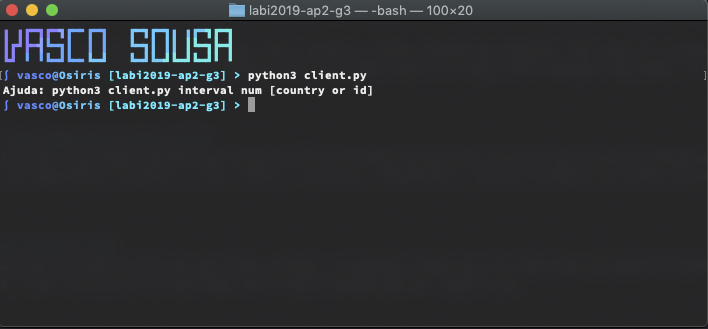 labi2019-ap2-g3 — -bash — 100×20
VASCO SOUSA
[∫ vasco@Osiris [labi2019-ap2-g3] > python3 client.py ]
Ajuda: python3 client.py interval num [country or id]
∫ vasco@Osiris [labi2019-ap2-g3] >